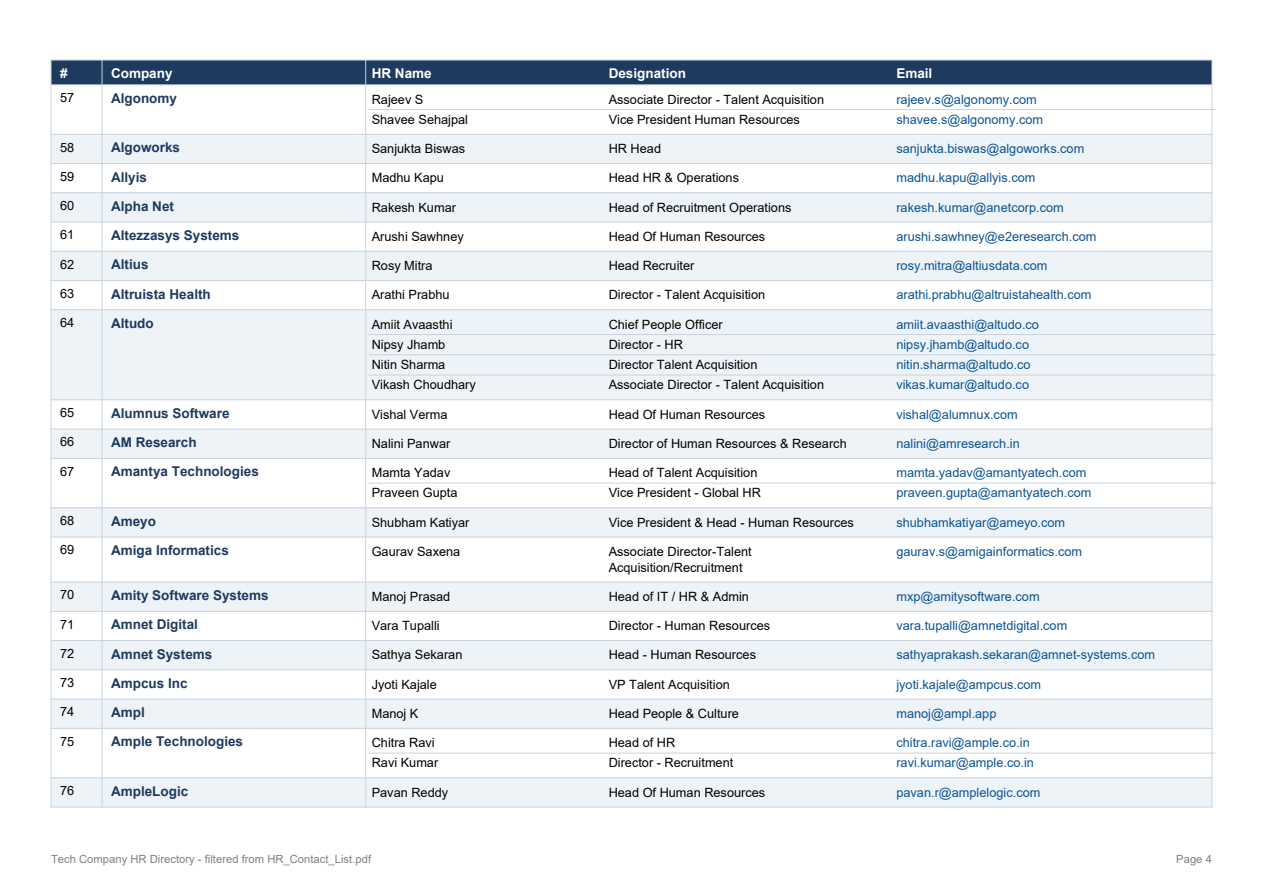 # Company HR Name Designation Email
57 Algonomy Rajeev S Associate Director - Talent Acquisition rajeev.s@algonomy.com
Shavee Sehajpal Vice President Human Resources shavee.s@algonomy.com
58 Algoworks Sanjukta Biswas HR Head sanjukta.biswas@algoworks.com
59 Allyis Madhu Kapu Head HR & Operations madhu.kapu@allyis.com
60 Alpha Net Rakesh Kumar Head of Recruitment Operations rakesh.kumar@anetcorp.com
61 Altezzasys Systems Arushi Sawhney Head Of Human Resources arushi.sawhney@e2eresearch.com
62 Altius Rosy Mitra Head Recruiter rosy.mitra@altiusdata.com
63 Altruista Health Arathi Prabhu Director - Talent Acquisition arathi.prabhu@altruistahealth.com
64 Altudo Amiit Avaasthi Chief People Officer amiit.avaasthi@altudo.co
Nipsy Jhamb Director - HR nipsy.jhamb@altudo.co
Nitin Sharma Director Talent Acquisition nitin.sharma@altudo.co
Vikash Choudhary Associate Director - Talent Acquisition vikas.kumar@altudo.co
65 Alumnus Software Vishal Verma Head Of Human Resources vishal@alumnux.com
66 AM Research Nalini Panwar Director of Human Resources & Research nalini@amresearch.in
67 Amantya Technologies Mamta Yadav Head of Talent Acquisition mamta.yadav@amantyatech.com
Praveen Gupta Vice President - Global HR praveen.gupta@amantyatech.com
68 Ameyo Shubham Katiyar Vice President & Head - Human Resources shubhamkatiyar@ameyo.com
69 Amiga Informatics Gaurav Saxena Associate Director-Talent gaurav.s@amigainformatics.com
Acquisition/Recruitment
70 Amity Software Systems Manoj Prasad Head of IT / HR & Admin mxp@amitysoftware.com
71 Amnet Digital Vara Tupalli Director - Human Resources vara.tupalli@amnetdigital.com
72 Amnet Systems Sathya Sekaran Head - Human Resources sathyaprakash.sekaran@amnet-systems.com
73 Ampcus Inc Jyoti Kajale VP Talent Acquisition jyoti.kajale@ampcus.com
74 Ampl Manoj K Head People & Culture manoj@ampl.app
75 Ample Technologies Chitra Ravi Head of HR chitra.ravi@ample.co.in
Ravi Kumar Director - Recruitment ravi.kumar@ample.co.in
76 AmpleLogic Pavan Reddy Head Of Human Resources pavan.r@amplelogic.com
Tech Company HR Directory - filtered from HR_Contact_List.pdf Page 4